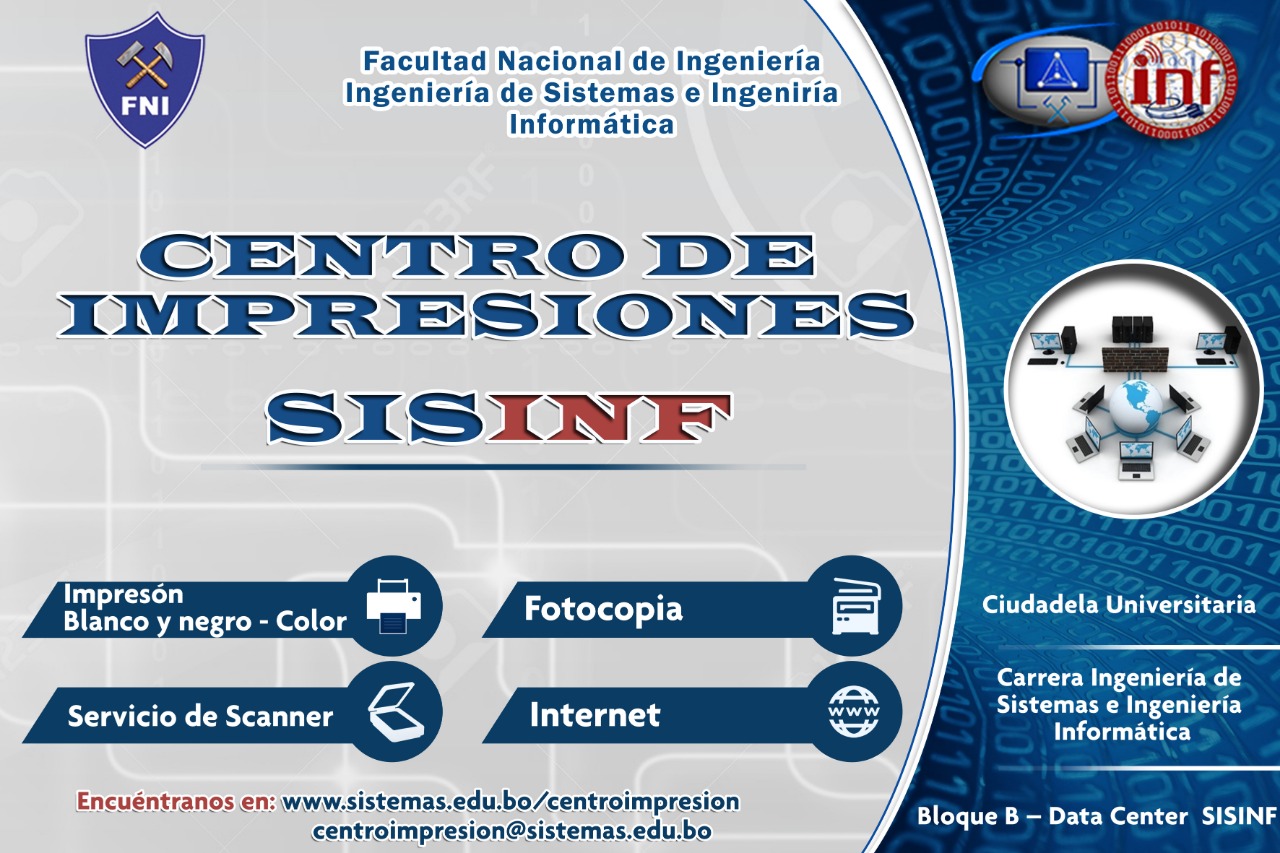 FNI
Facultad Nacional de Ingeniería
Ingeniería de Sistemas e Ingeniría
Informática
inf
CENTRO DE
IMPRESIONES
SISINF
Impresón
Blanco y negro - Color
Fotocopia
Servicio de Scanner
Internet
www
Encuéntranos en: www.sistemas.edu.bo/centroimpresion
centroimpresion@sistemas.edu.bo
Ciudadela Universitaria
Carrera Ingeniería de
Sistemas e Ingeniería
Informática
Bloque B – Data Center SISINF